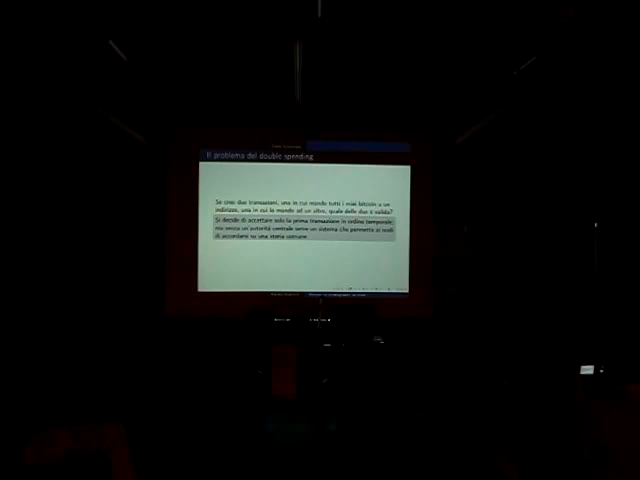 Il problema del double spending
Se creo due transazioni, una in cui mando tutti i miei bitcoin a un
indirizzo, una in cui le mando ad un altro, quale delle due è valida?
Si decide di accettare solo la prima transazione in ordine temporale,
ma senza un'autorità centrale serve un sistema che permetta ai nodi
di accordarsi su una storia comune.